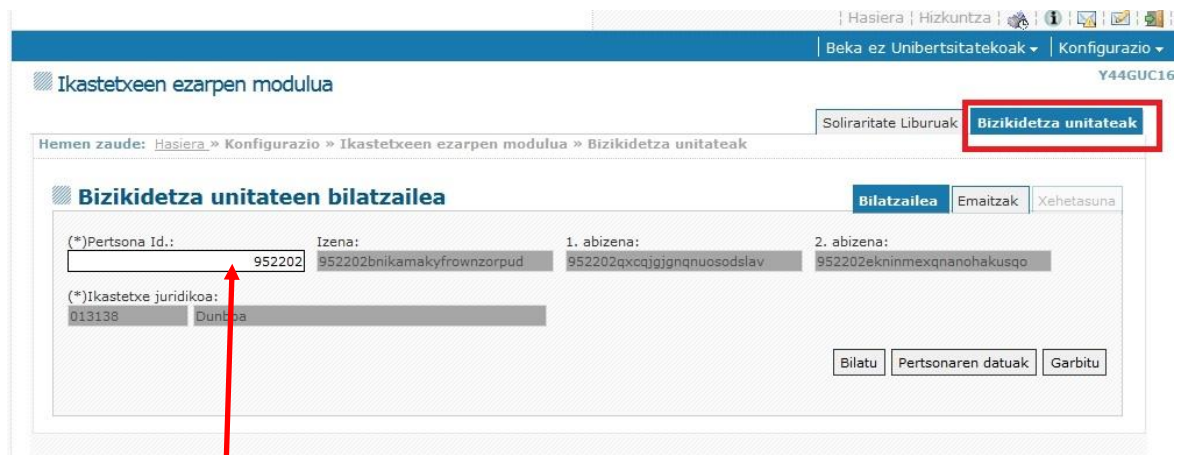 Hasiera | Hizkuntza
Beka ez Unibertsitatekoak | Konfigurazio
Ikastetxeen ezarpen modulua
Y44GUC16
Soliraritate Liburuak Bizikidetza unitateak
Hemen zaude: Hasiera » Konfigurazio » Ikastetxeen ezarpen modulua » Bizikidetza unitateak
Bizikidetza unitateen bilatzailea
Bilatzailea Emaitzak Xehetasuna
(*)Pertsona Id.: Izena: 1. abizena: 2. abizena:
952202 952202bnikamakyfrownzorpud 952202qxcqjgjgnqnuosodslav 952202ekninmexqnanohakusqo
(*)Ikastetxe juridikoa:
013138 Dunboa
Bilatu Pertsonaren datuak Garbitu